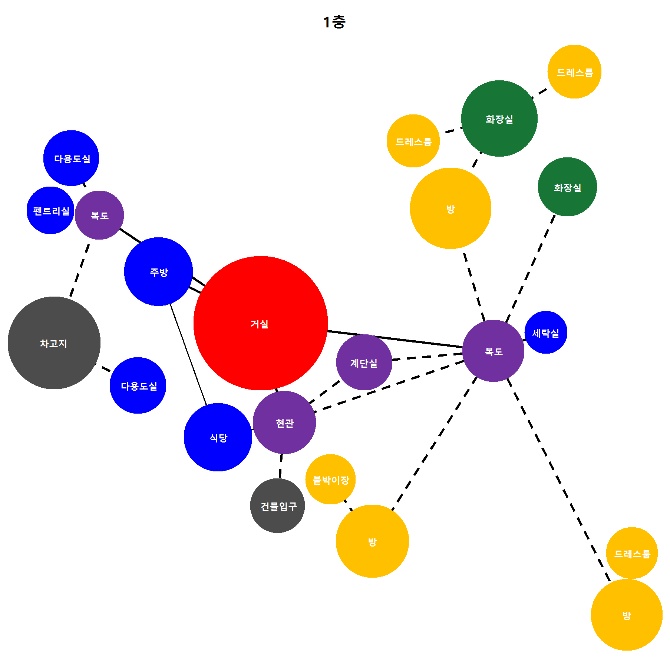 1층
드레스룸
화장실
드레스룸
다용도실
화장실
펜트리실
복도
방
주방
거실
세탁실
차고지
복도
계단실
다용도실
현관
식당
붙박이장
건물입구
방
드레스룸
방